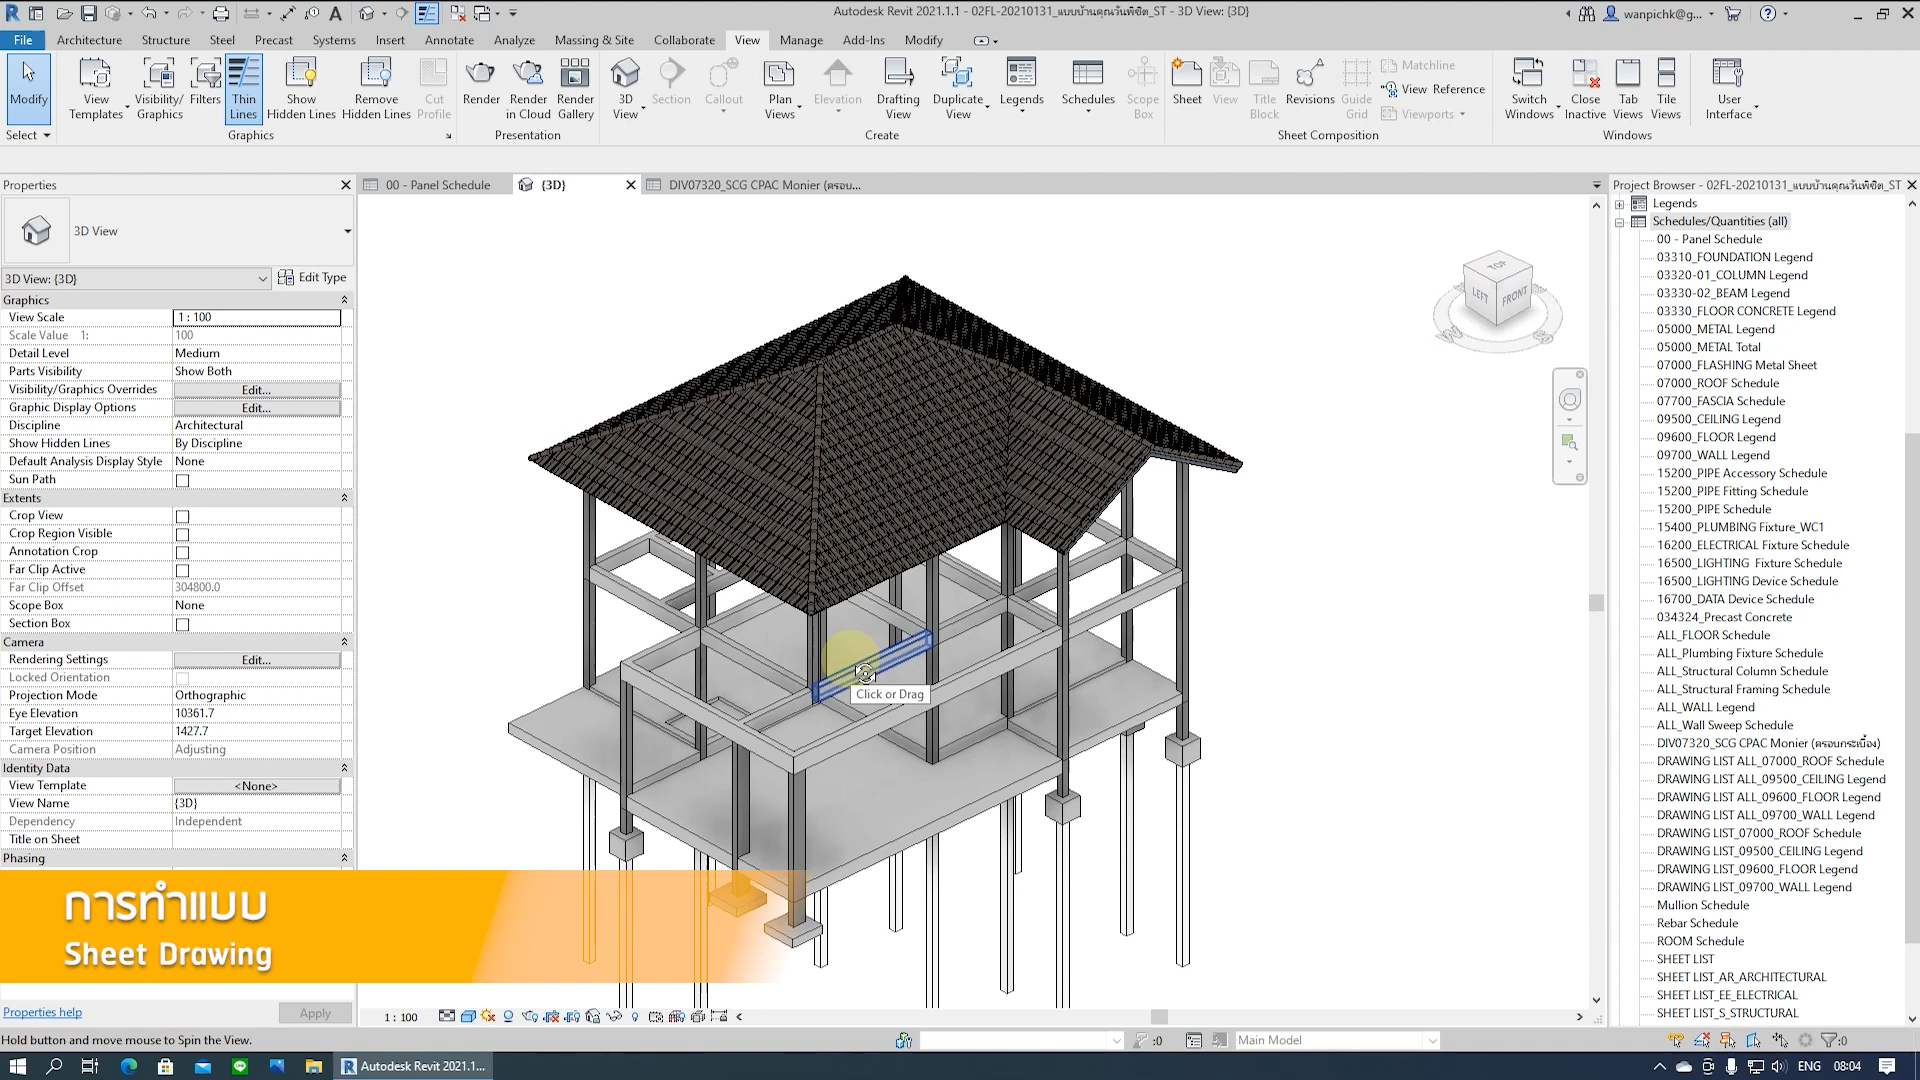 Autodesk Revit 2021.1.1 - 02FL-20210131_แบบบ้านคุณวันพิชิต_ST - 3D View: {3D}
wanpichk@g...
File Architecture Structure Steel Precast Systems Insert Annotate Analyze Massing & Site Collaborate View Manage Add-Ins Modify
Modify
View Templates
Visibility/ Graphics
Filters
Thin Lines
Show Hidden Lines
Remove Hidden Lines
Cut Profile
Render
Render in Cloud
Render Gallery
3D View
Section
Callout
Plan Views
Elevation
Drafting View
Duplicate View
Legends
Schedules
Scope Box
Sheet
View
Title Block
Revisions
Guide Grid
Matchline
View Reference
Viewports
Switch Windows
Close Inactive
Tab Views
Tile Views
User Interface
Select Graphics Presentation Create Sheet Composition Windows
Properties
3D View
3D View: {3D} Edit Type
Graphics
View Scale 1 : 100
Scale Value 1: 100
Detail Level Medium
Parts Visibility Show Both
Visibility/Graphics Overrides Edit...
Graphic Display Options Edit...
Discipline Architectural
Show Hidden Lines By Discipline
Default Analysis Display Style None
Sun Path
Extents
Crop View
Crop Region Visible
Annotation Crop
Far Clip Active
Far Clip Offset 304800.0
Scope Box None
Section Box
Camera
Rendering Settings Edit...
Locked Orientation
Projection Mode Orthographic
Eye Elevation 10361.7
Target Elevation 1427.7
Camera Position Adjusting
Identity Data
View Template <None>
View Name {3D}
Dependency Independent
Title on Sheet
Phasing
การทำแบบ
Sheet Drawing
Properties help Apply
00 - Panel Schedule
{3D}
DIV07320_SCG CPAC Monier (ครอบ...
TOP
LEFT
FRONT
W
S
Click or Drag
1 : 100
Project Browser - 02FL-20210131_แบบบ้านคุณวันพิชิต_ST
Legends
Schedules/Quantities (all)
00 - Panel Schedule
03310_FOUNDATION Legend
03320-01_COLUMN Legend
03330-02_BEAM Legend
03330_FLOOR CONCRETE Legend
05000_METAL Legend
05000_METAL Total
07000_FLASHING Metal Sheet
07000_ROOF Schedule
07700_FASCIA Schedule
09500_CEILING Legend
09600_FLOOR Legend
09700_WALL Legend
15200_PIPE Accessory Schedule
15200_PIPE Fitting Schedule
15200_PIPE Schedule
15400_PLUMBING Fixture_WC1
16200_ELECTRICAL Fixture Schedule
16500_LIGHTING  Fixture Schedule
16500_LIGHTING Device Schedule
16700_DATA Device Schedule
034324_Precast Concrete
ALL_FLOOR Schedule
ALL_Plumbing Fixture Schedule
ALL_Structural Column Schedule
ALL_Structural Framing Schedule
ALL_WALL Legend
ALL_Wall Sweep Schedule
DIV07320_SCG CPAC Monier (ครอบกระเบื้อง)
DRAWING LIST ALL_07000_ROOF Schedule
DRAWING LIST ALL_09500_CEILING Legend
DRAWING LIST ALL_09600_FLOOR Legend
DRAWING LIST ALL_09700_WALL Legend
DRAWING LIST_07000_ROOF Schedule
DRAWING LIST_09500_CEILING Legend
DRAWING LIST_09600_FLOOR Legend
DRAWING LIST_09700_WALL Legend
Mullion Schedule
Rebar Schedule
ROOM Schedule
SHEET LIST
SHEET LIST_AR_ARCHITECTURAL
SHEET LIST_EE_ELECTRICAL
SHEET LIST_S_STRUCTURAL
Hold button and move mouse to Spin the View.
:0
Main Model
:0
Autodesk Revit 2021.1...
ENG 08:04